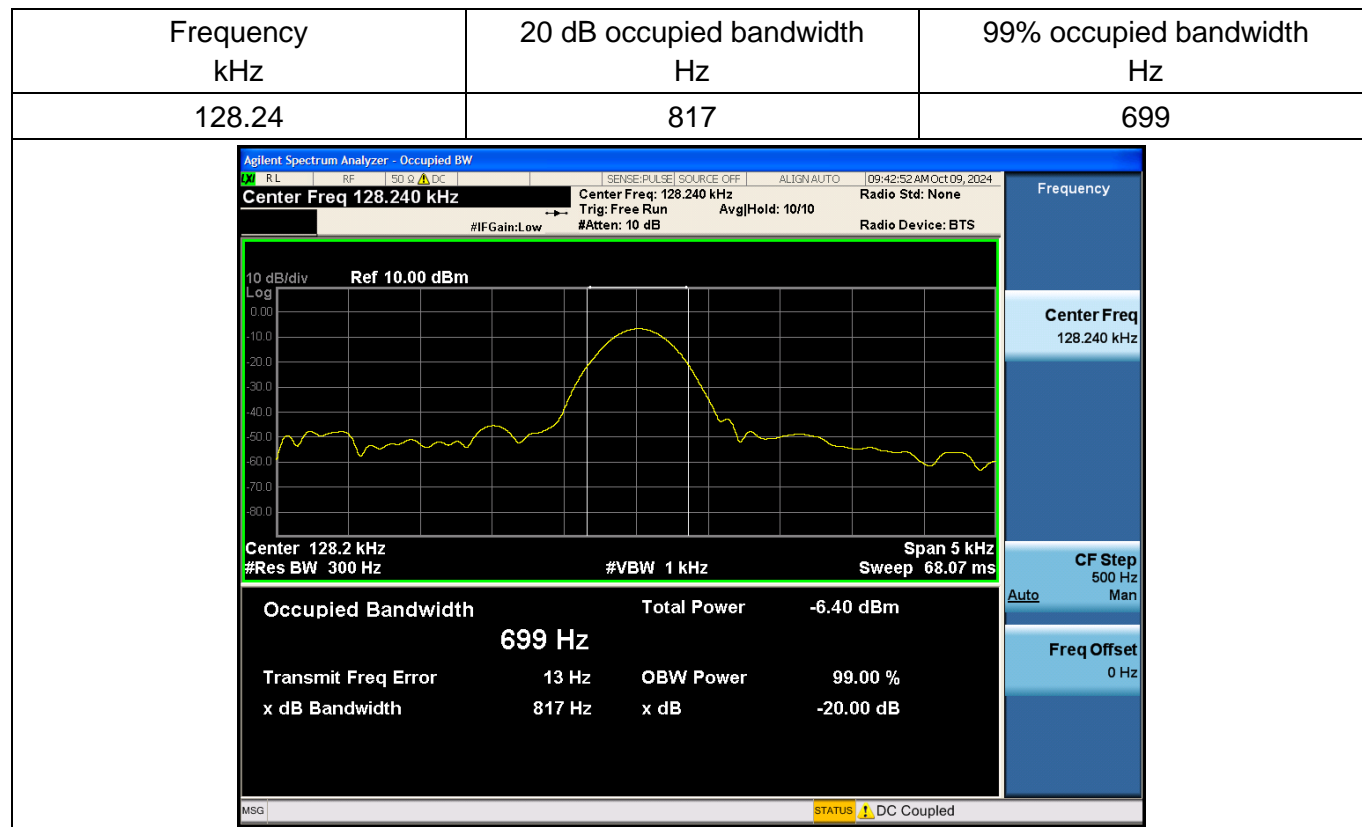 Frequency 20 dB occupied bandwidth 99% occupied bandwidth
kHz Hz Hz
128.24 817 699
Agilent Spectrum Analyzer - Occupied BW
LXI RL RF 50 Ω DC SENSE:PULSE SOURCE OFF ALIGN AUTO 09:42:52 AM Oct 09, 2024
Center Freq 128.240 kHz Center Freq: 128.240 kHz Radio Std: None Frequency
Trig: Free Run Avg|Hold: 10/10
#IFGain:Low #Atten: 10 dB Radio Device: BTS
10 dB/div Ref 10.00 dBm
Log
0.00
-10.0
-20.0
-30.0
-40.0
-50.0
-60.0
-70.0
-80.0
Center 128.2 kHz Span 5 kHz
#Res BW 300 Hz #VBW 1 kHz Sweep 68.07 ms
Occupied Bandwidth Total Power -6.40 dBm
699 Hz
Transmit Freq Error 13 Hz OBW Power 99.00 %
x dB Bandwidth 817 Hz x dB -20.00 dB
Center Freq
128.240 kHz
CF Step
500 Hz
Auto Man
Freq Offset
0 Hz
MSG STATUS DC Coupled